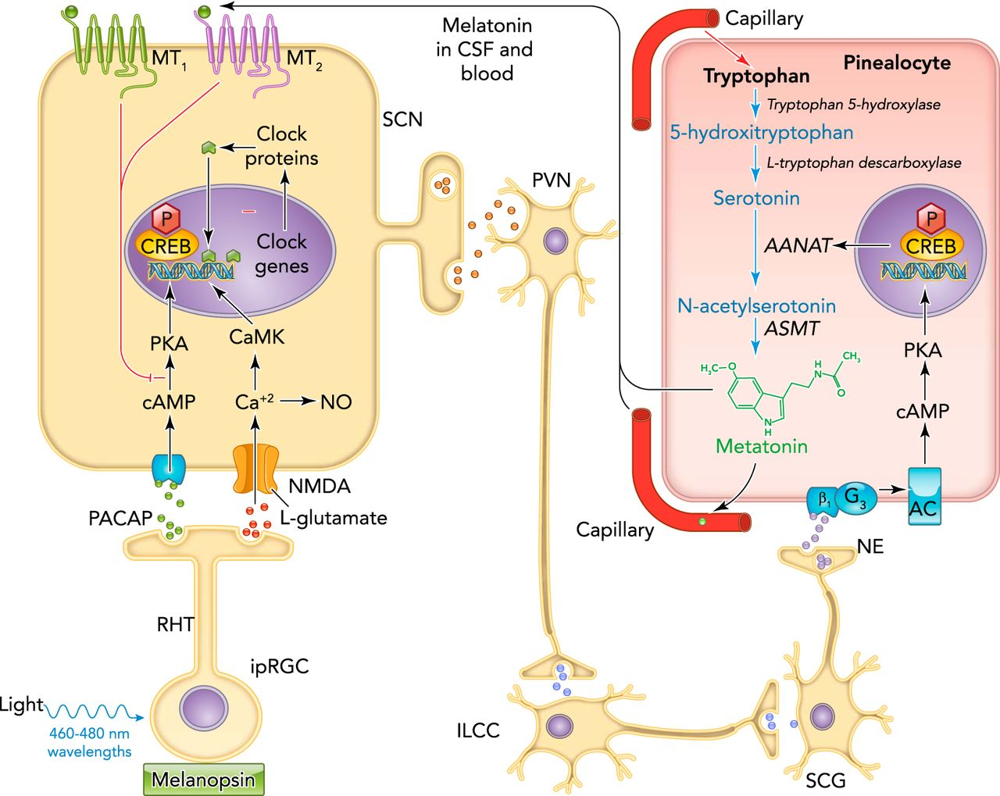 MT1
MT2
Melatonin
in CSF and
blood
Capillary
Pinealocyte
Tryptophan
Tryptophan 5-hydroxylase
5-hydroxitryptophan
L-tryptophan descarboxylase
Serotonin
AANAT
P
CREB
N-acetylserotonin
ASMT
PKA
cAMP
H3C
O
H
N
CH3
O
N
H
Metatonin
β1
G3
AC
Capillary
NE
SCN
Clock
proteins
P
CREB
Clock
genes
PKA
CaMK
cAMP
Ca+2
NO
NMDA
L-glutamate
PACAP
RHT
ipRGC
Light
460-480 nm
wavelengths
Melanopsin
PVN
ILCC
SCG